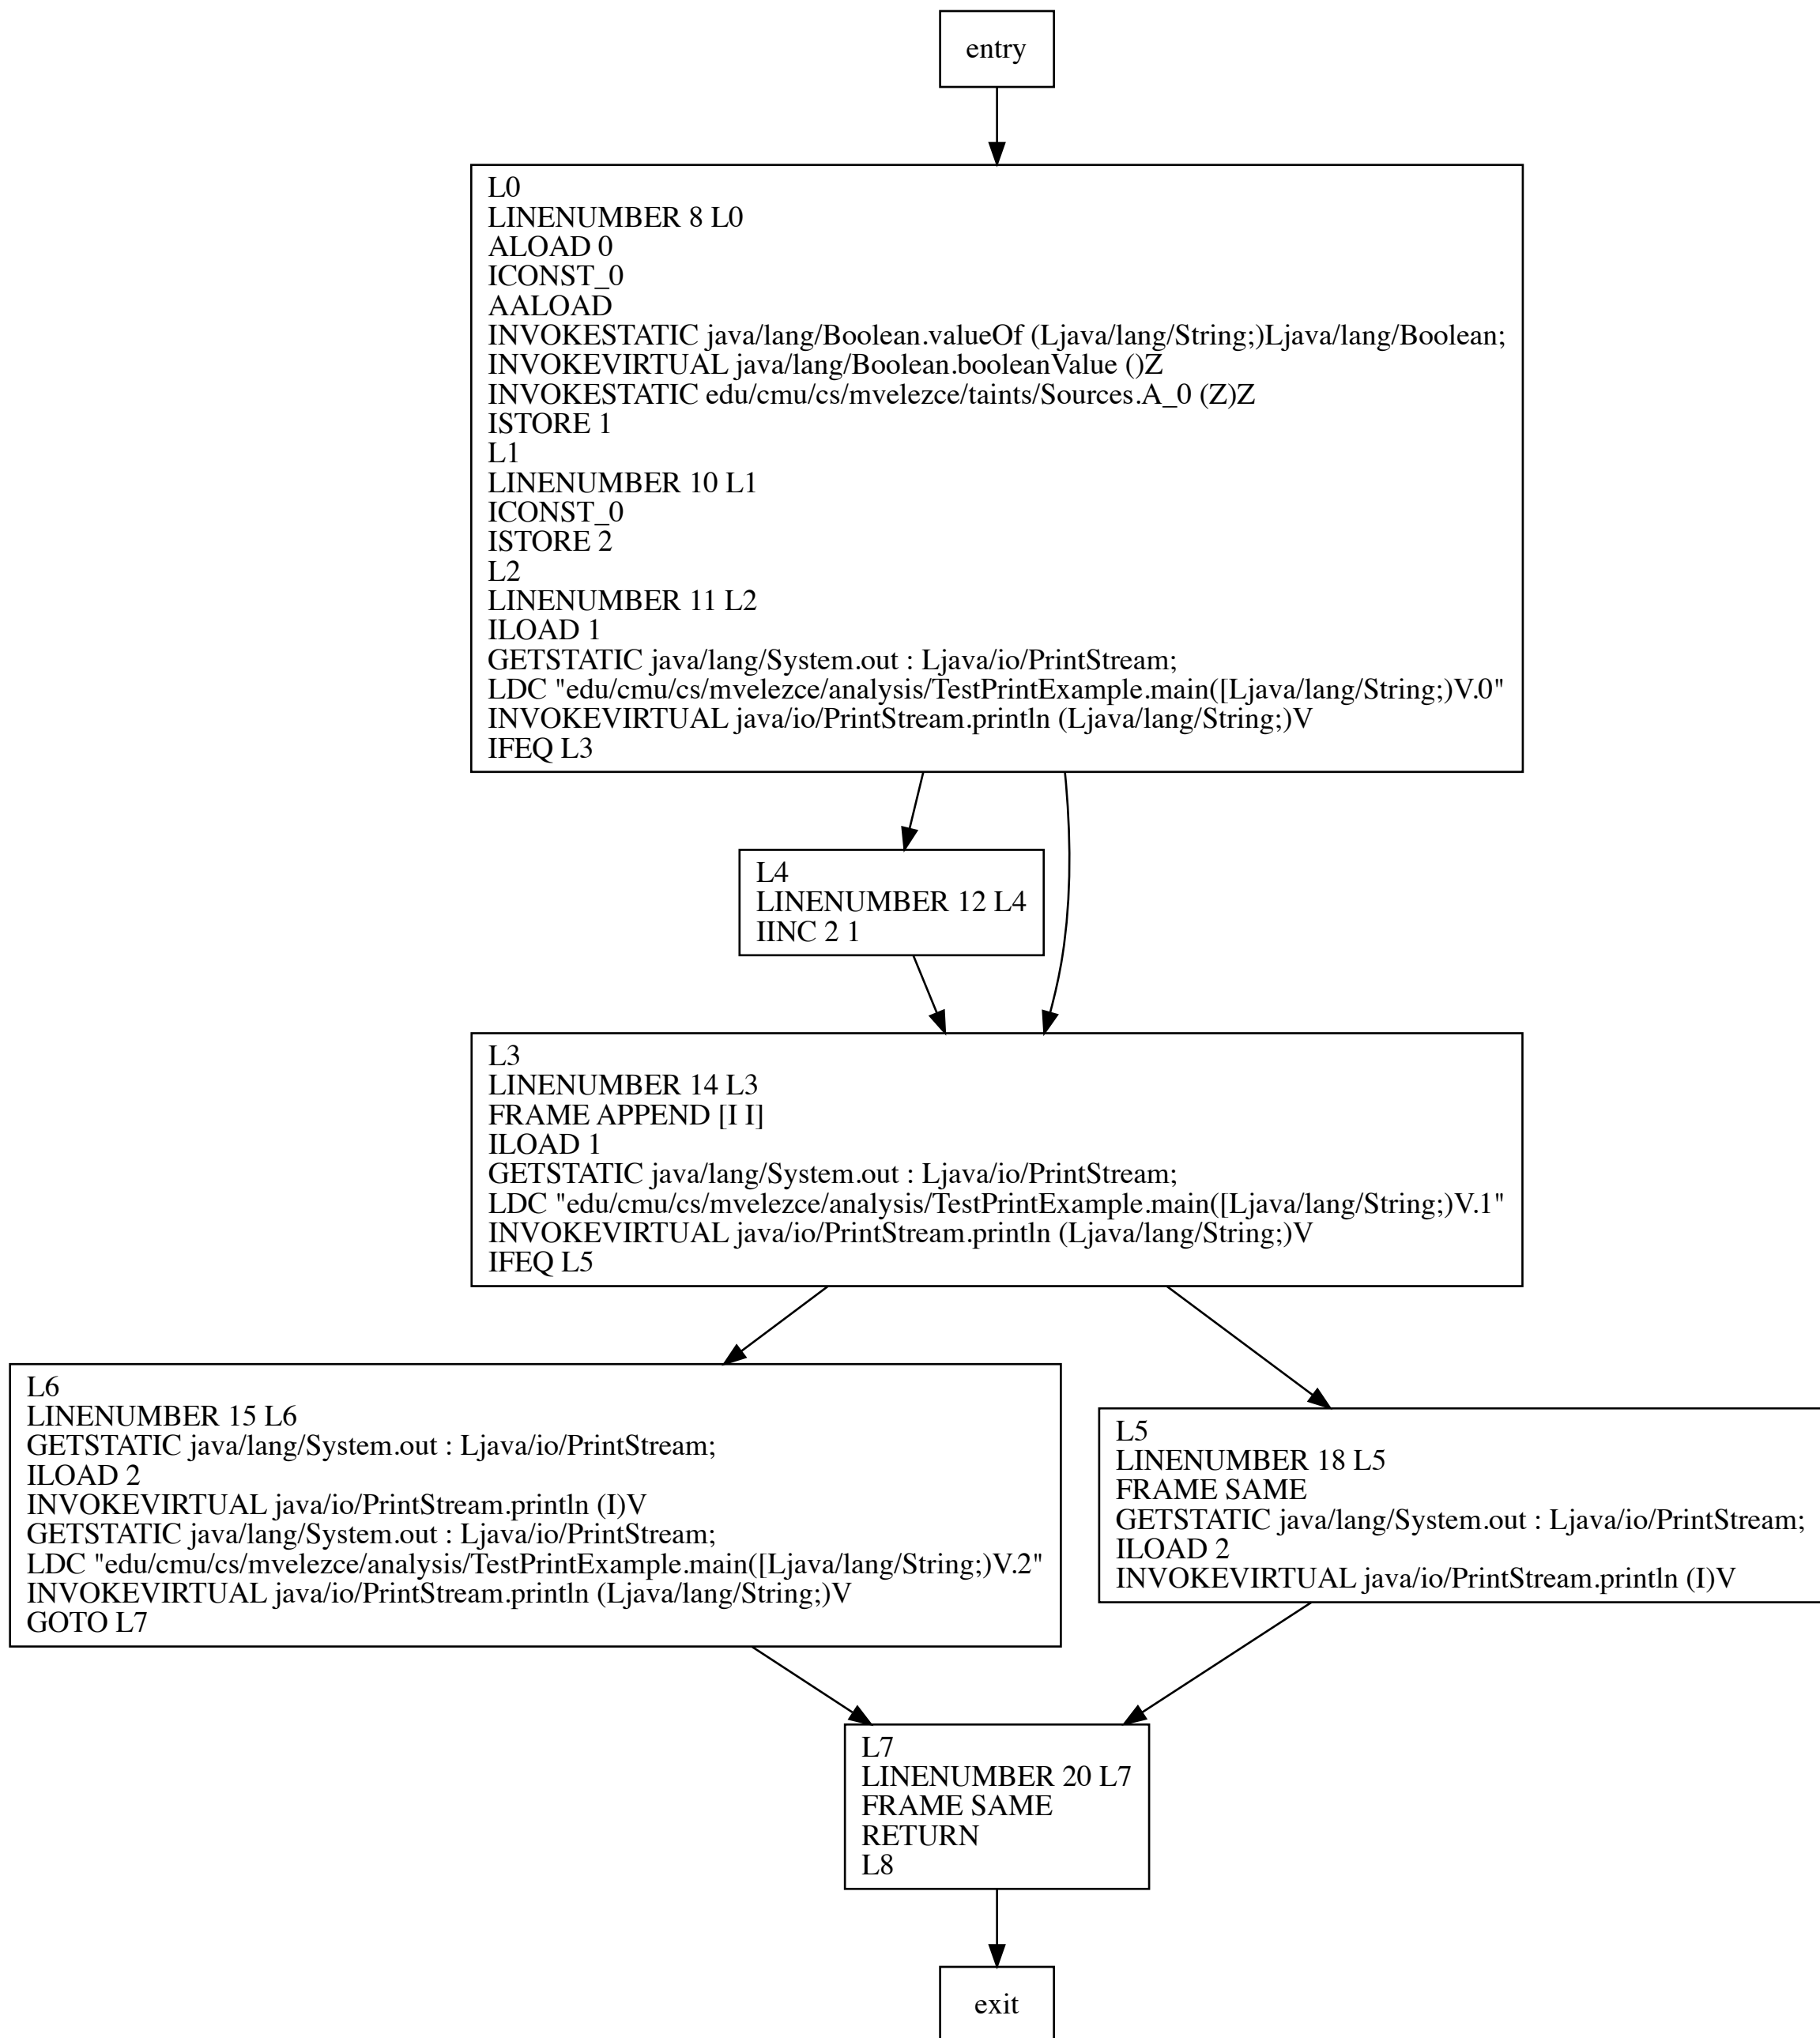 entry
L0
LINENUMBER 8 L0
ALOAD 0
ICONST_0
AALOAD
INVOKESTATIC java/lang/Boolean.valueOf (Ljava/lang/String;)Ljava/lang/Boolean;
INVOKEVIRTUAL java/lang/Boolean.booleanValue ()Z
INVOKESTATIC edu/cmu/cs/mvelezce/taints/Sources.A_0 (Z)Z
ISTORE 1
L1
LINENUMBER 10 L1
ICONST_0
ISTORE 2
L2
LINENUMBER 11 L2
ILOAD 1
GETSTATIC java/lang/System.out : Ljava/io/PrintStream;
LDC "edu/cmu/cs/mvelezce/analysis/TestPrintExample.main([Ljava/lang/String;)V.0"
INVOKEVIRTUAL java/io/PrintStream.println (Ljava/lang/String;)V
IFEQ L3
L4
LINENUMBER 12 L4
IINC 2 1
L3
LINENUMBER 14 L3
FRAME APPEND [I I]
ILOAD 1
GETSTATIC java/lang/System.out : Ljava/io/PrintStream;
LDC "edu/cmu/cs/mvelezce/analysis/TestPrintExample.main([Ljava/lang/String;)V.1"
INVOKEVIRTUAL java/io/PrintStream.println (Ljava/lang/String;)V
IFEQ L5
L6
LINENUMBER 15 L6
GETSTATIC java/lang/System.out : Ljava/io/PrintStream;
ILOAD 2
INVOKEVIRTUAL java/io/PrintStream.println (I)V
GETSTATIC java/lang/System.out : Ljava/io/PrintStream;
LDC "edu/cmu/cs/mvelezce/analysis/TestPrintExample.main([Ljava/lang/String;)V.2"
INVOKEVIRTUAL java/io/PrintStream.println (Ljava/lang/String;)V
GOTO L7
L5
LINENUMBER 18 L5
FRAME SAME
GETSTATIC java/lang/System.out : Ljava/io/PrintStream;
ILOAD 2
INVOKEVIRTUAL java/io/PrintStream.println (I)V
L7
LINENUMBER 20 L7
FRAME SAME
RETURN
L8
exit